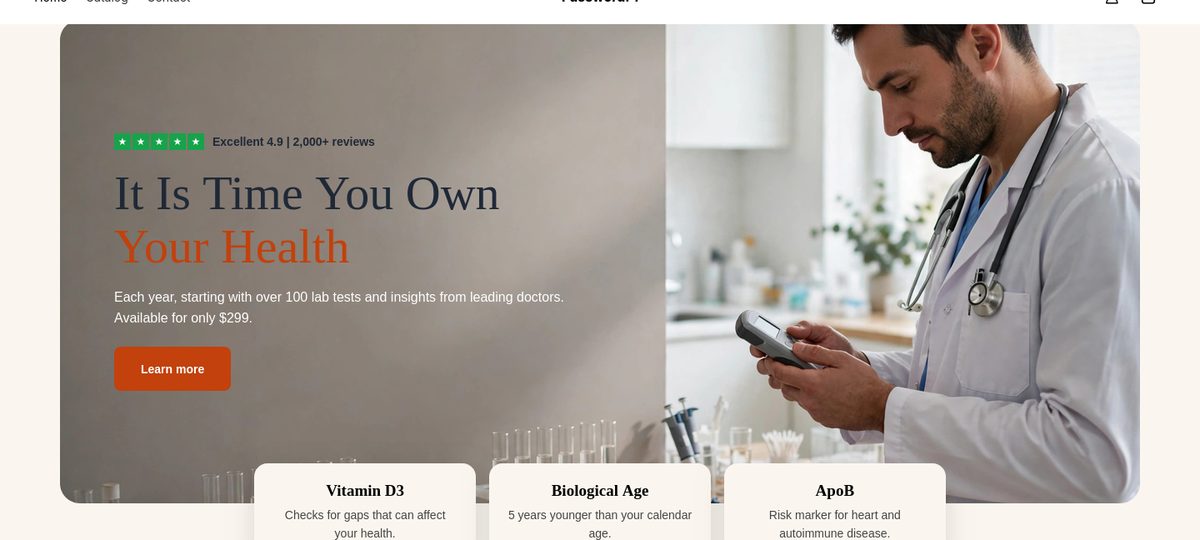 Excellent 4.9 | 2,000+ reviews
It Is Time You Own
Your Health
Each year, starting with over 100 lab tests and insights from leading doctors.
Available for only $299.
Learn more
Vitamin D3
Biological Age
ApoB
Checks for gaps that can affect
your health.
5 years younger than your calendar
age.
Risk marker for heart and
autoimmune disease.